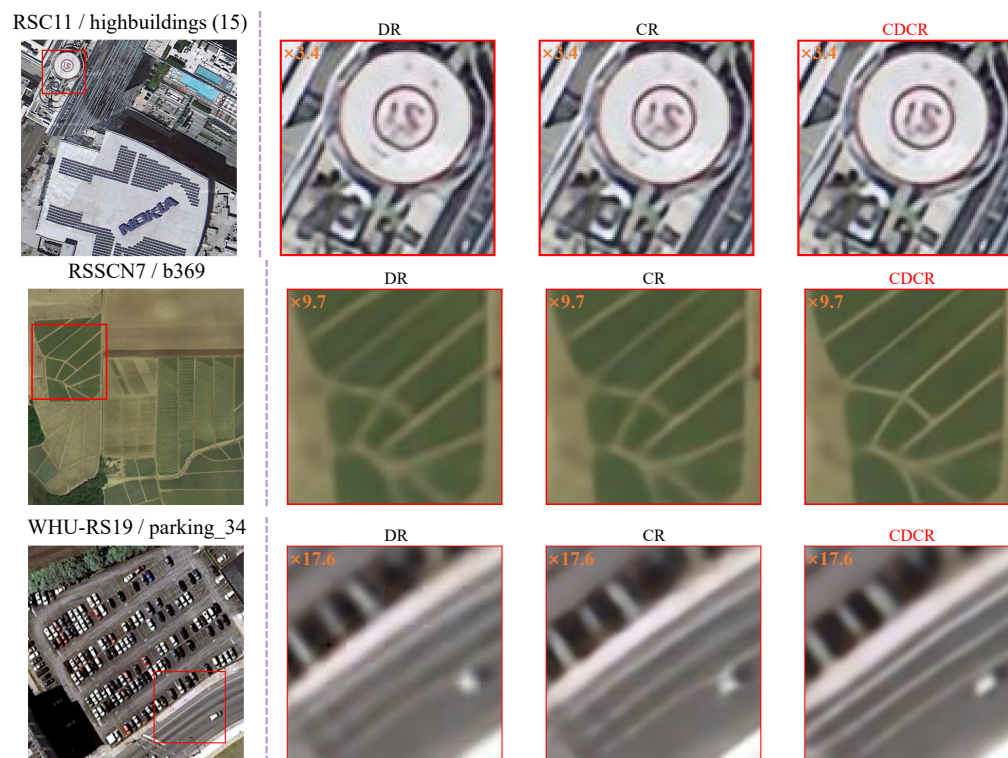 RSC11 / highbuildings (15)
DR
CR
CDCR
×3.4
×3.4
×3.4
NOKIA
RSSCN7 / b369
DR
CR
CDCR
×9.7
×9.7
×9.7
WHU-RS19 / parking_34
DR
CR
CDCR
×17.6
×17.6
×17.6